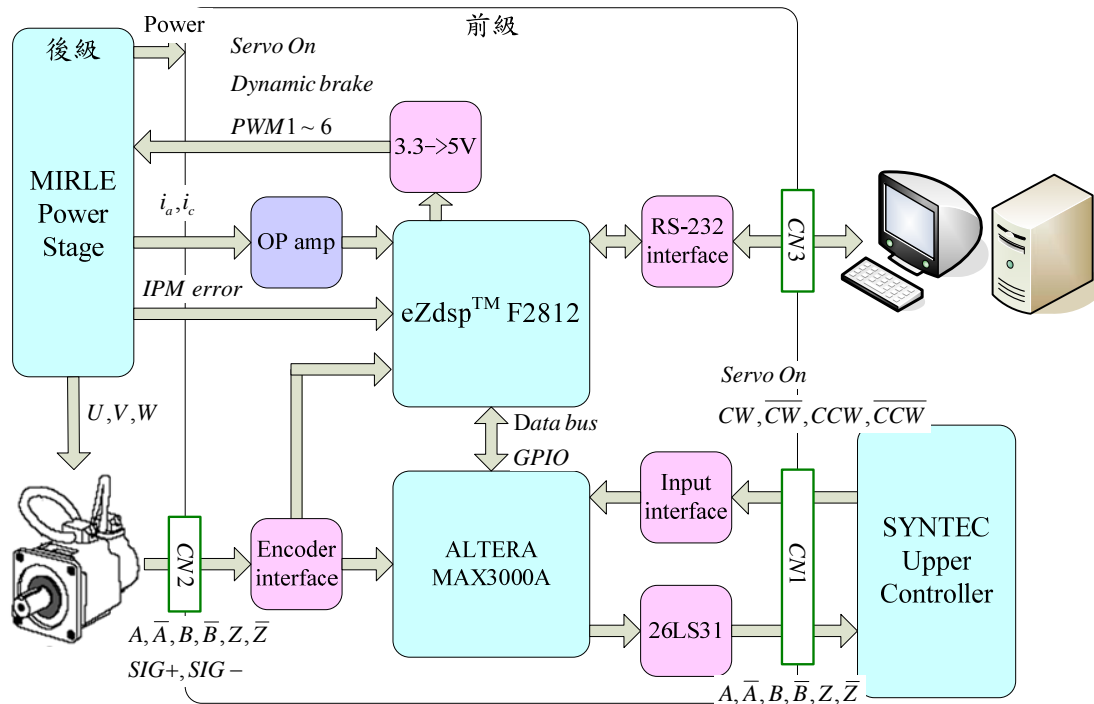 後級
Power
前級
Servo On
Dynamic brake
PWM1 ~ 6
3.3->5V
MIRLE
Power
Stage
i_a, i_c
OP amp
IPM error
eZdsp™ F2812
RS-232
interface
CN3
U, V, W
Data bus
GPIO
Servo On
CW, C̅W̅, CCW, C̅C̅W̅
CN2
Encoder
interface
ALTERA
MAX3000A
Input
interface
26LS31
CN1
SYNTEC
Upper
Controller
A, A̅, B, B̅, Z, Z̅
SIG+, SIG−
A, A̅, B, B̅, Z, Z̅